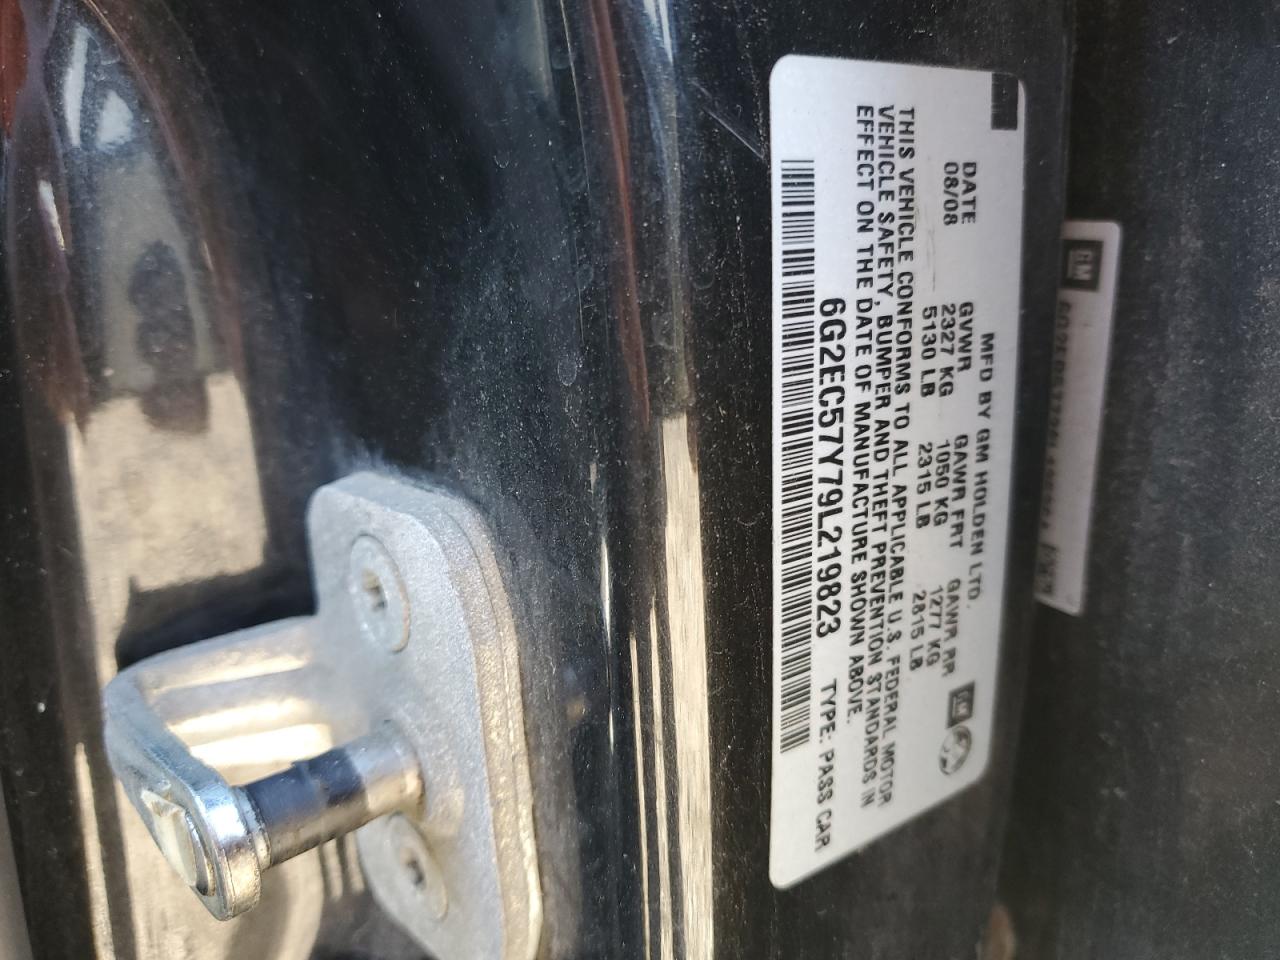 MFD BY GM HOLDEN LTD.
DATE GVWR GAWR FRT GAWR RR
08/08 2327 KG 1050 KG 1277 KG
5130 LB 2315 LB 2815 LB
THIS VEHICLE CONFORMS TO ALL APPLICABLE U.S. FEDERAL MOTOR
VEHICLE SAFETY, BUMPER AND THEFT PREVENTION STANDARDS IN
EFFECT ON THE DATE OF MANUFACTURE SHOWN ABOVE.
6G2EC57Y79L219823 TYPE: PASS CAR
GM
GM